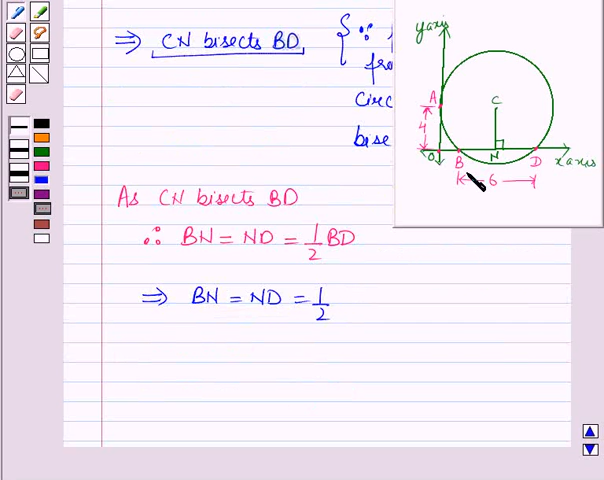 ⇒ CN bisects BD { ∵
fro
circ
bise
As CN bisects BD
∴ BN = ND = 1/2 BD
⇒ BN = ND = 1/2
y axis
A
C
4
O
B
N
D
x axis
6